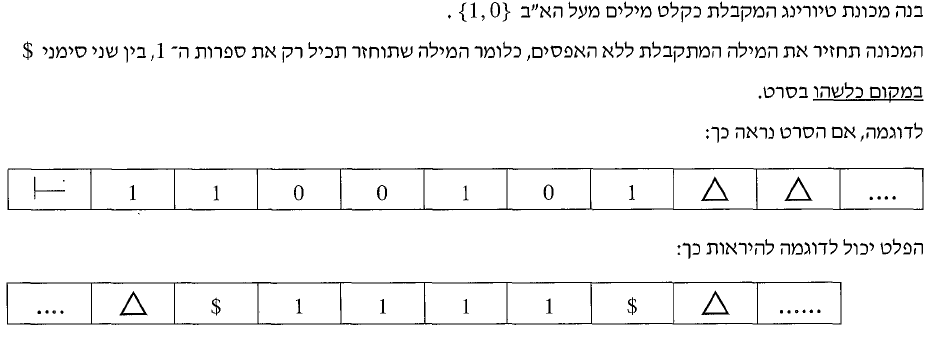 בנה מכונת טיורינג המקבלת כקלט מילים מעל הא"ב {1,0} .
המכונה תחזיר את המילה המתקבלת ללא האפסים, כלומר המילה שתוחזר תכיל רק את ספרות ה־1, בין שני סימני $
במקום כלשהו בסרט.
לדוגמה, אם הסרט נראה כך:
⊢ 1 1 0 0 1 0 1 △ △ ....
הפלט יכול לדוגמה להיראות כך:
.... △ $ 1 1 1 1 $ △ ......